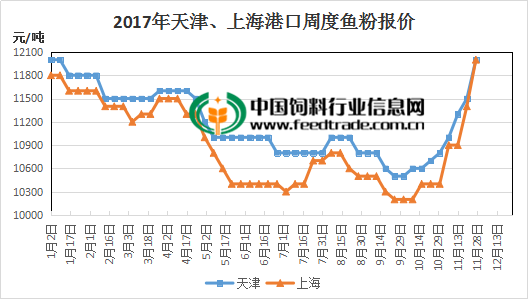 2017年天津、上海港口周度鱼粉报价
元/吨
12100
11800
11500
11200
10900
10600
10300
10000
中国饲料行业信息网
www.feedtrade.com.cn
1月2日 1月17日 2月1日 2月16日 3月3日 3月18日 4月2日 4月17日 5月2日 5月17日 6月1日 6月16日 7月1日 7月16日 7月31日 8月15日 8月30日 9月14日 9月29日 10月14日 10月29日 11月13日 11月28日 12月13日
天津 上海